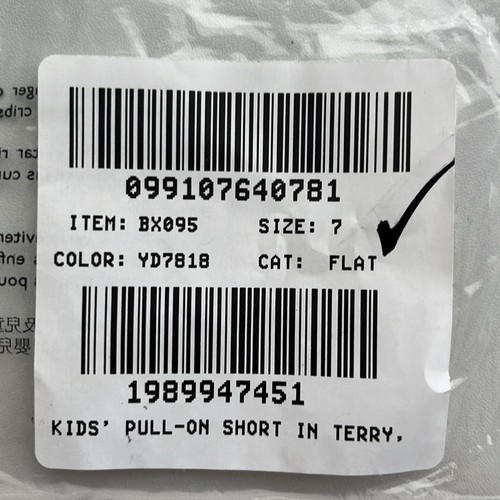 099107640781
ITEM: BX095 SIZE: 7
COLOR: YD7818 CAT: FLAT
1989947451
KIDS' PULL-ON SHORT IN TERRY,